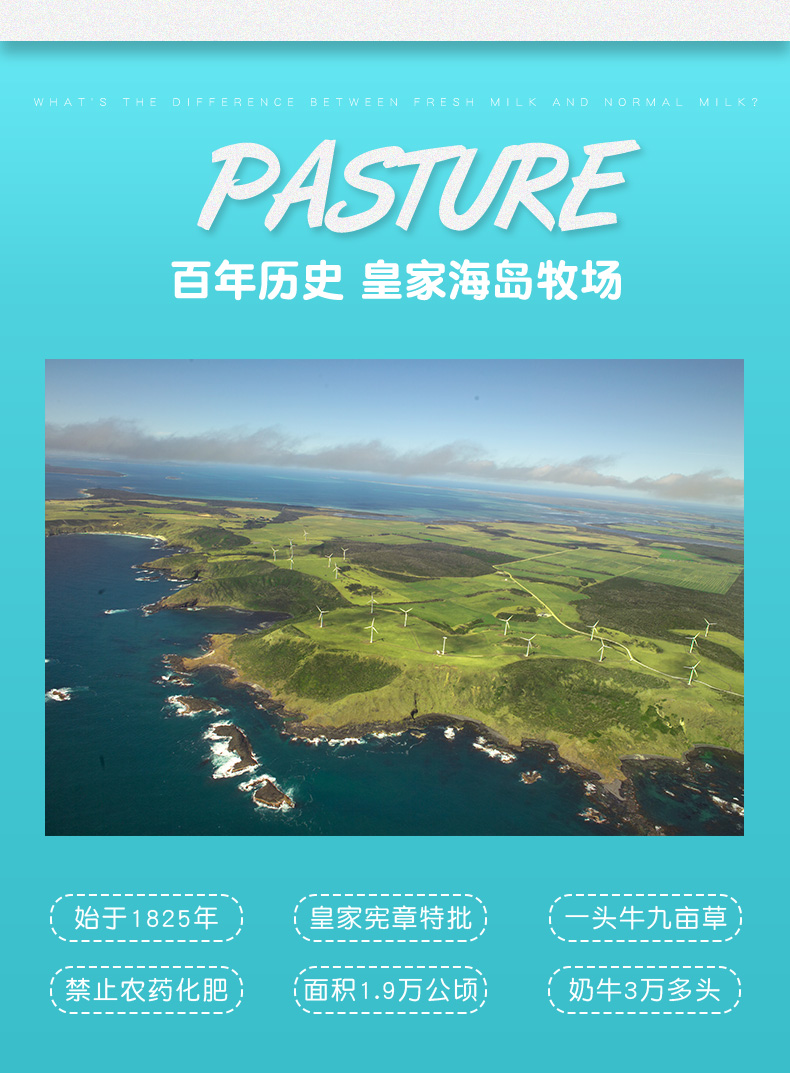 WHAT'S THE DIFFERENCE BETWEEN FRESH MILK AND NORMAL MILK?
PASTURE
百年历史 皇家海岛牧场
始于1825年
皇家宪章特批
一头牛九亩草
禁止农药化肥
面积1.9万公顷
奶牛3万多头